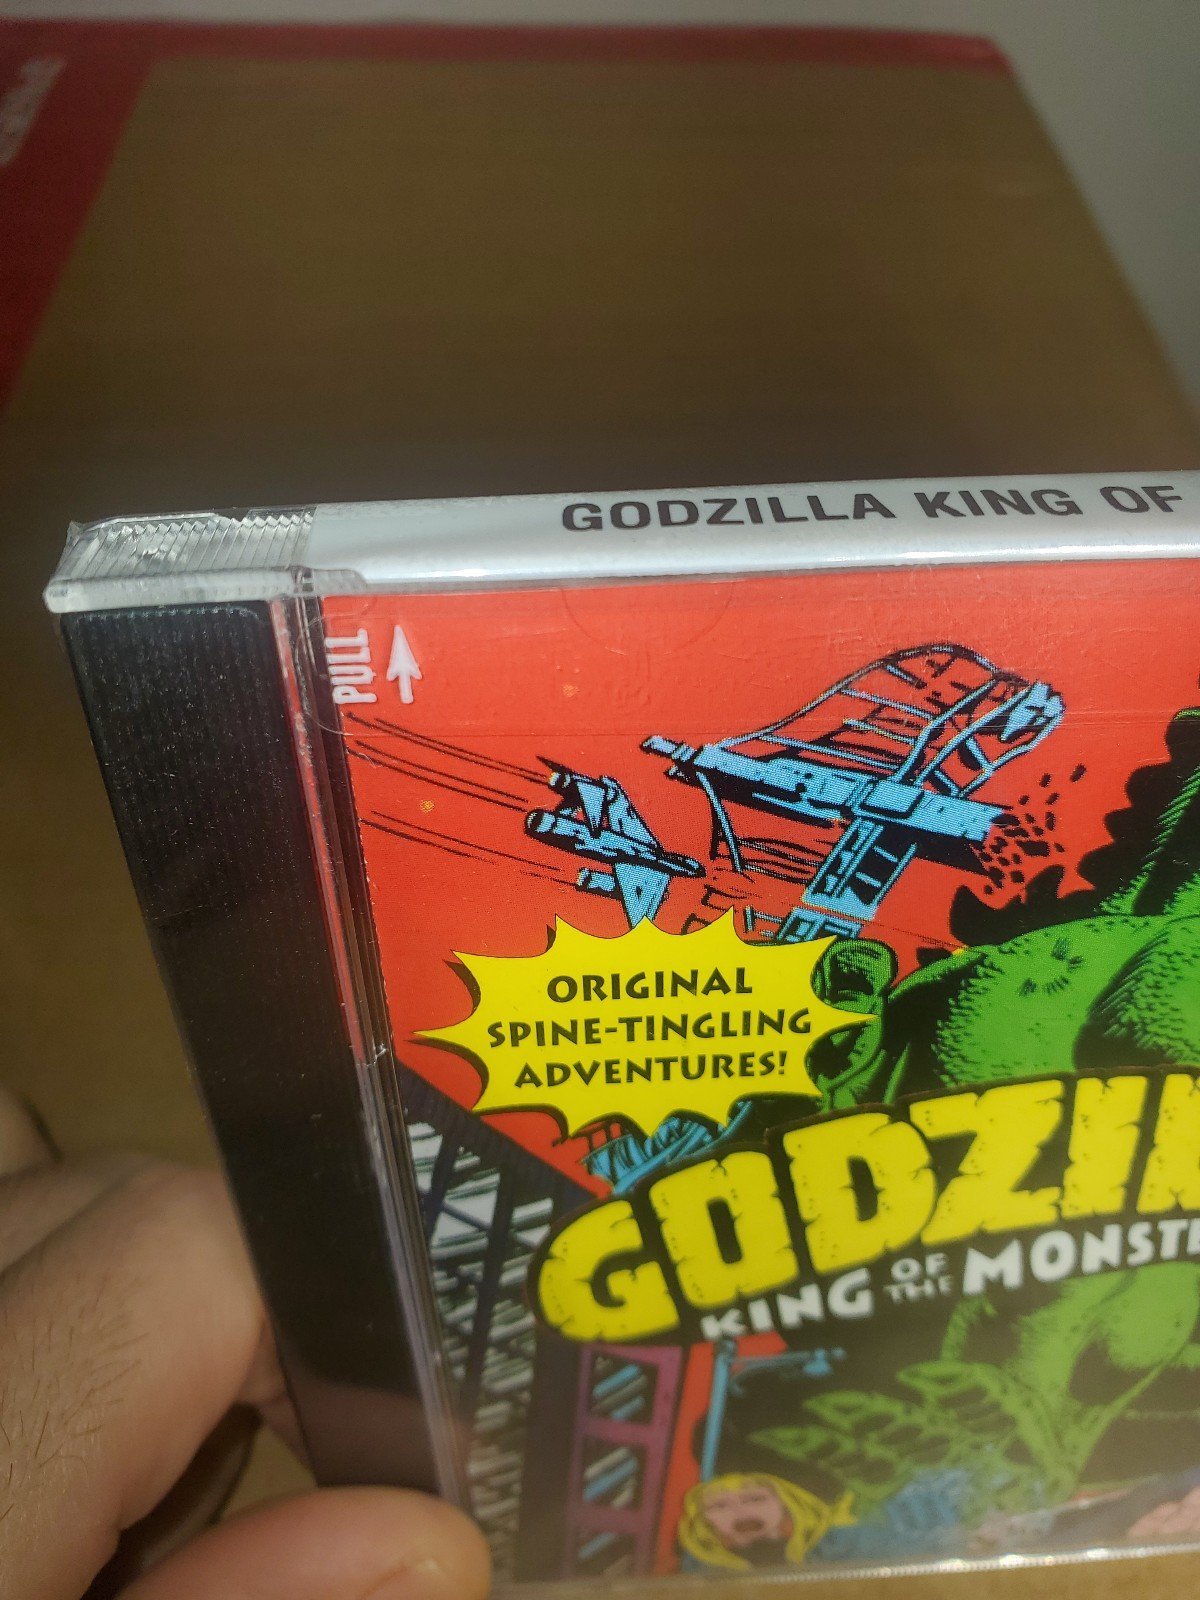 GODZILLA KING OF
PULL
ORIGINAL
SPINE-TINGLING
ADVENTURES!
KING OF THE